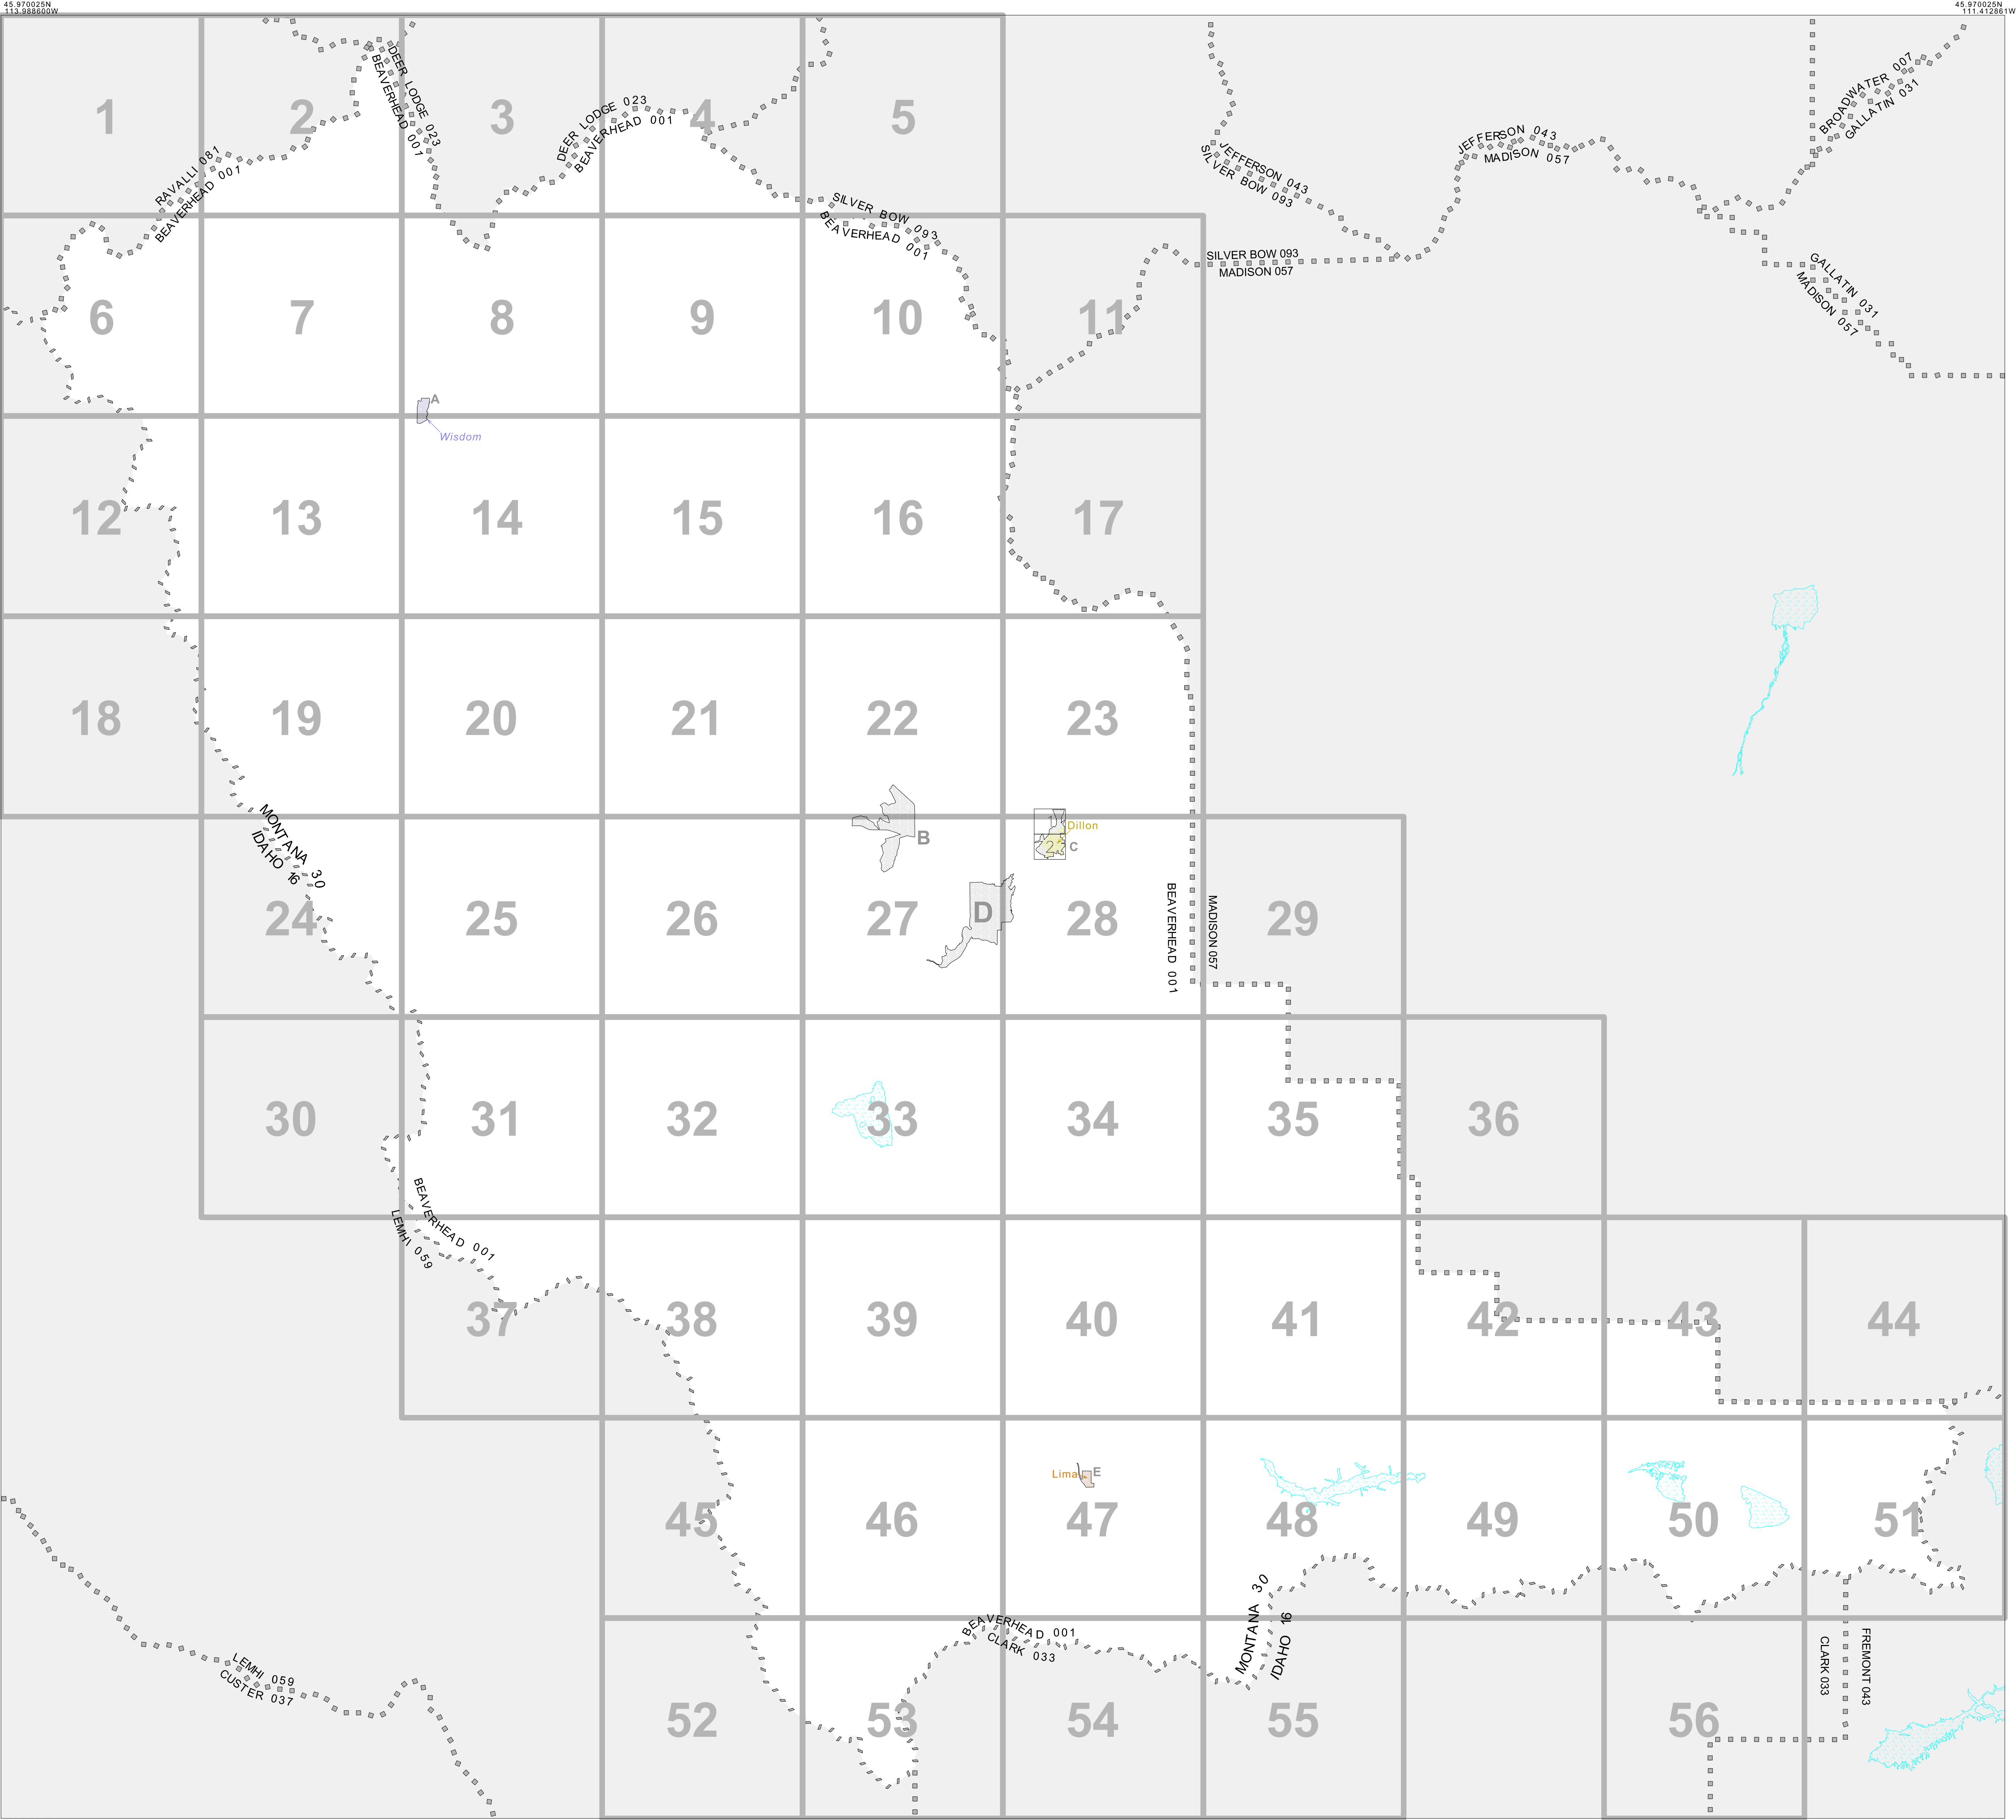 45.970025N
113.988600W
45.970025N
111.412861W
1
2
3
4
5
DEER LODGE 023
BEAVERHEAD 001
DEER LODGE 023
BEAVERHEAD 001
RAVALLI 081
BEAVERHEAD 001
SILVER BOW 093
BEAVERHEAD 001
JEFFERSON 043
SILVER BOW 093
JEFFERSON 043
MADISON 057
BROADWATER 007
GALLATIN 031
SILVER BOW 093
MADISON 057
GALLATIN 031
MADISON 057
6
7
8
9
10
11
A
Wisdom
12
13
14
15
16
17
18
19
20
21
22
23
MONTANA 30
IDAHO 16
B
1
Dillon
2
C
D
24
25
26
27
28
29
BEAVERHEAD 001
MADISON 057
30
31
32
33
34
35
36
BEAVERHEAD 001
LEMHI 059
37
38
39
40
41
42
43
44
Lima
E
45
46
47
48
49
50
51
MONTANA 30
IDAHO 16
BEAVERHEAD 001
CLARK 033
LEMHI 059
CUSTER 037
CLARK 033
FREMONT 043
52
53
54
55
56